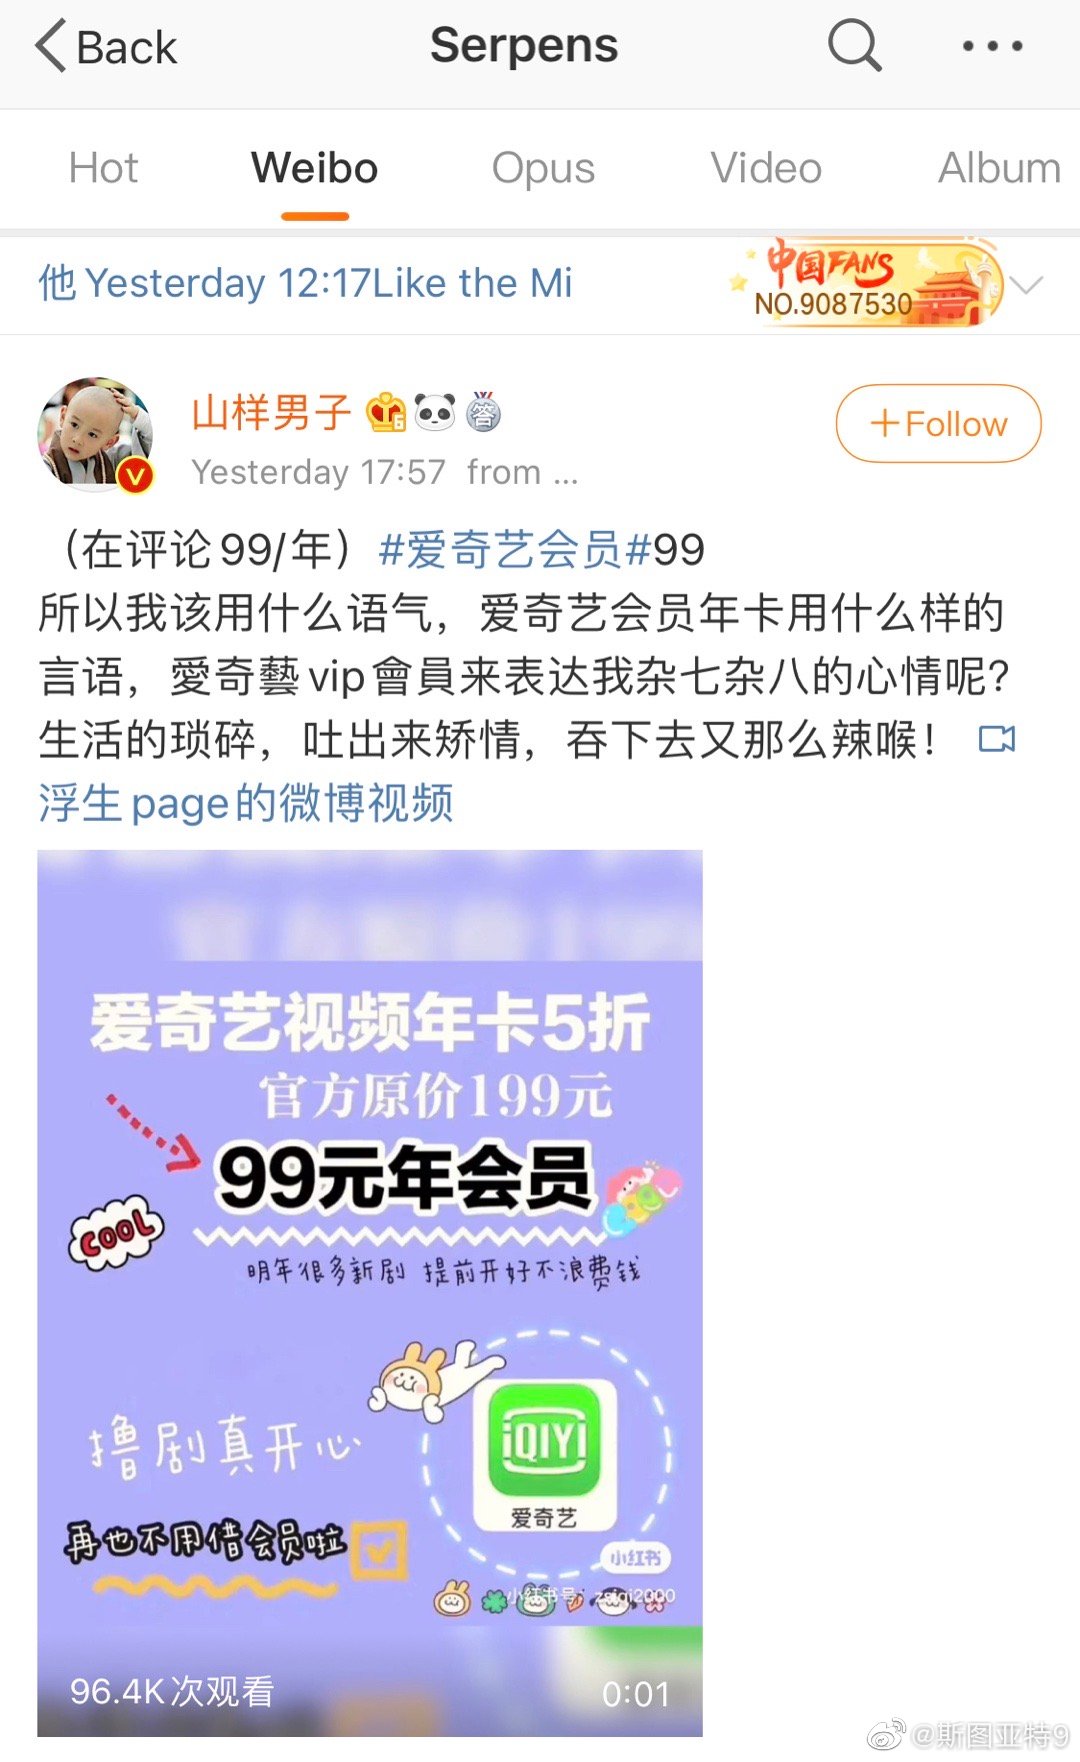 Back
Serpens
Hot
Weibo
Opus
Video
Album
他 Yesterday 12:17Like the Mi
中国FANS
NO.9087530
山样男子
6
答
V
Yesterday 17:57 from ...
+Follow
（在评论99/年）#爱奇艺会员#99
所以我该用什么语气，爱奇艺会员年卡用什么样的
言语，愛奇藝vip會員来表达我杂七杂八的心情呢？
生活的琐碎，吐出来矫情，吞下去又那么辣喉！
浮生page的微博视频
爱奇艺视频年卡5折
官方原价199元
99元年会员
COOL
明年很多新剧 提前开好不浪费钱
撸剧真开心
iQIYI
爱奇艺
再也不用借会员啦
小红书
小红书号：
96.4K次观看
0:01
@斯图亚特9